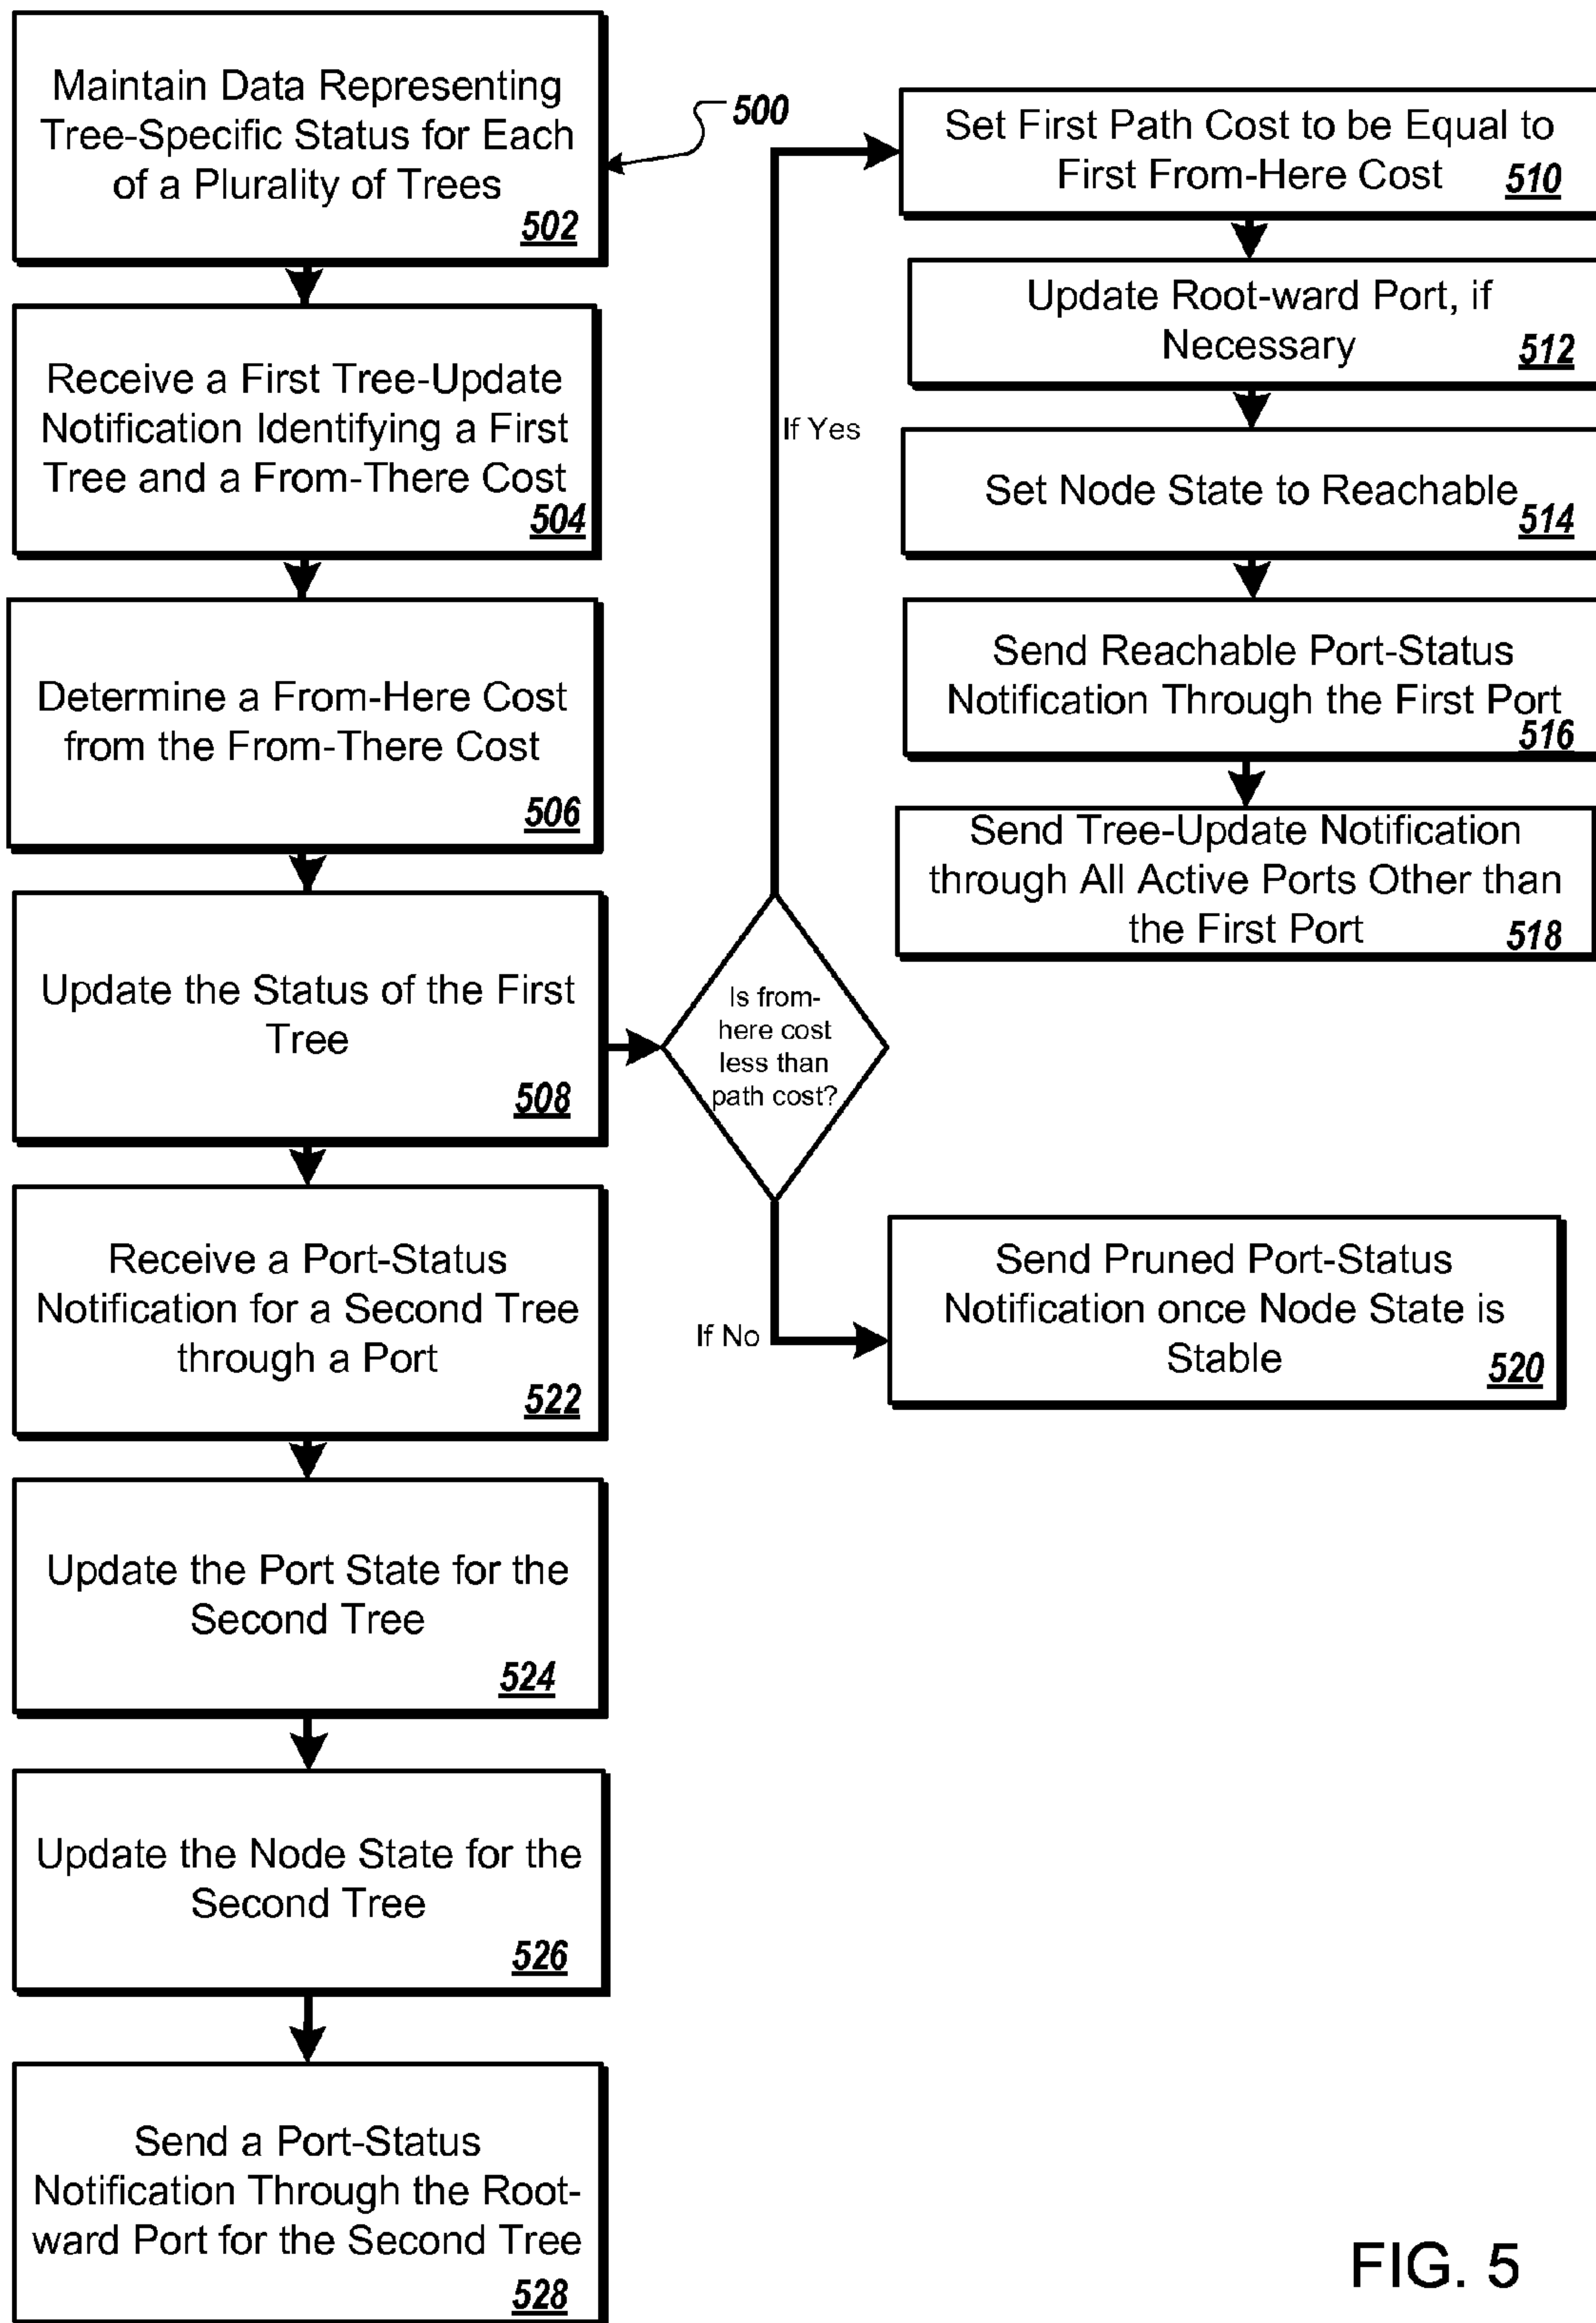 Maintain Data Representing
Tree-Specific Status for Each
of a Plurality of Trees
502
500
Receive a First Tree-Update
Notification Identifying a First
Tree and a From-There Cost
504
Determine a From-Here Cost
from the From-There Cost
506
Update the Status of the First
Tree
508
Is from-
here cost
less than
path cost?
If Yes
Set First Path Cost to be Equal to
First From-Here Cost 510
Update Root-ward Port, if
Necessary 512
Set Node State to Reachable
514
Send Reachable Port-Status
Notification Through the First Port
516
Send Tree-Update Notification
through All Active Ports Other than
the First Port 518
If No
Send Pruned Port-Status
Notification once Node State is
Stable 520
Receive a Port-Status
Notification for a Second Tree
through a Port
522
Update the Port State for the
Second Tree
524
Update the Node State for the
Second Tree
526
Send a Port-Status
Notification Through the Root-
ward Port for the Second Tree
528
FIG. 5